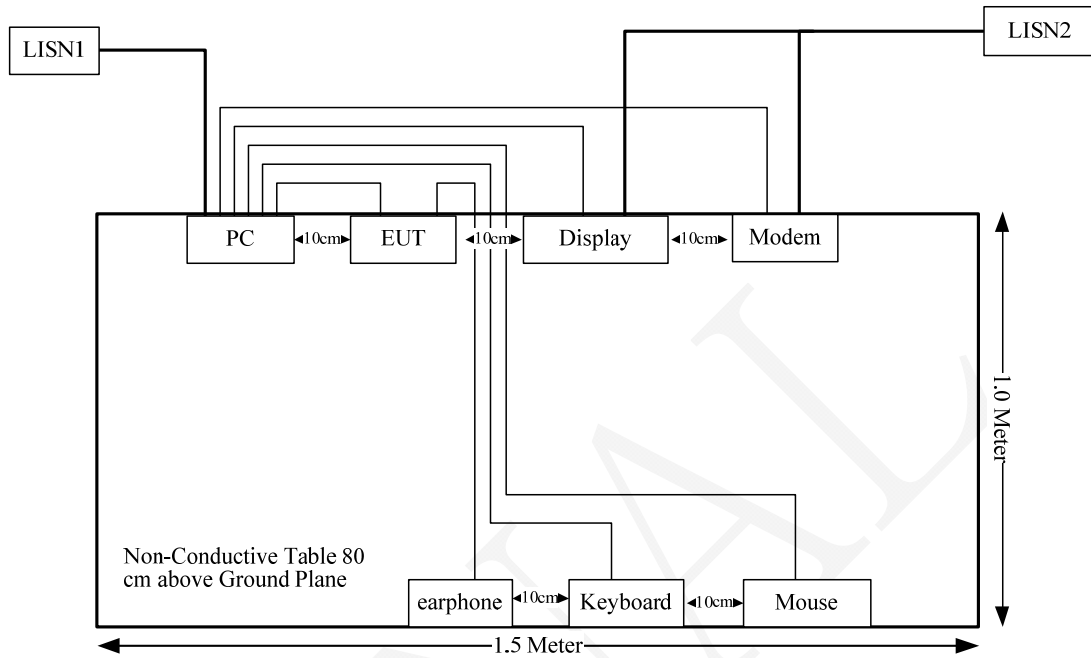 LISN1
LISN2
PC
10cm
EUT
10cm
Display
10cm
Modem
1.0 Meter
Non-Conductive Table 80
cm above Ground Plane
earphone
10cm
Keyboard
10cm
Mouse
1.5 Meter
NAL